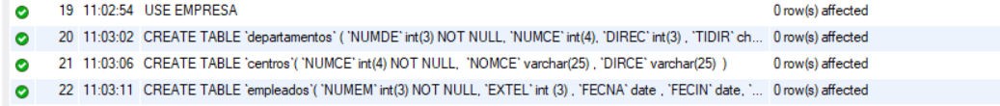 19 11:02:54 USE EMPRESA 0 row(s) affected
20 11:03:02 CREATE TABLE `departamentos` ( `NUMDE` int(3) NOT NULL, `NUMCE` int(4), `DIREC` int(3) , `TIDIR` ch... 0 row(s) affected
21 11:03:06 CREATE TABLE `centros`( `NUMCE` int(4) NOT NULL, `NOMCE` varchar(25) , `DIRCE` varchar(25) ) 0 row(s) affected
22 11:03:11 CREATE TABLE `empleados`( `NUMEM` int(3) NOT NULL, `EXTEL` int (3) , `FECNA` date , `FECIN` date, `... 0 row(s) affected